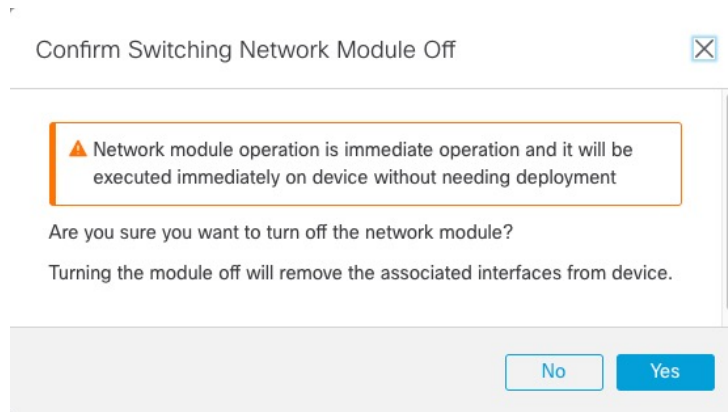 Confirm Switching Network Module Off
Network module operation is immediate operation and it will be
executed immediately on device without needing deployment
Are you sure you want to turn off the network module?
Turning the module off will remove the associated interfaces from device.
No
Yes